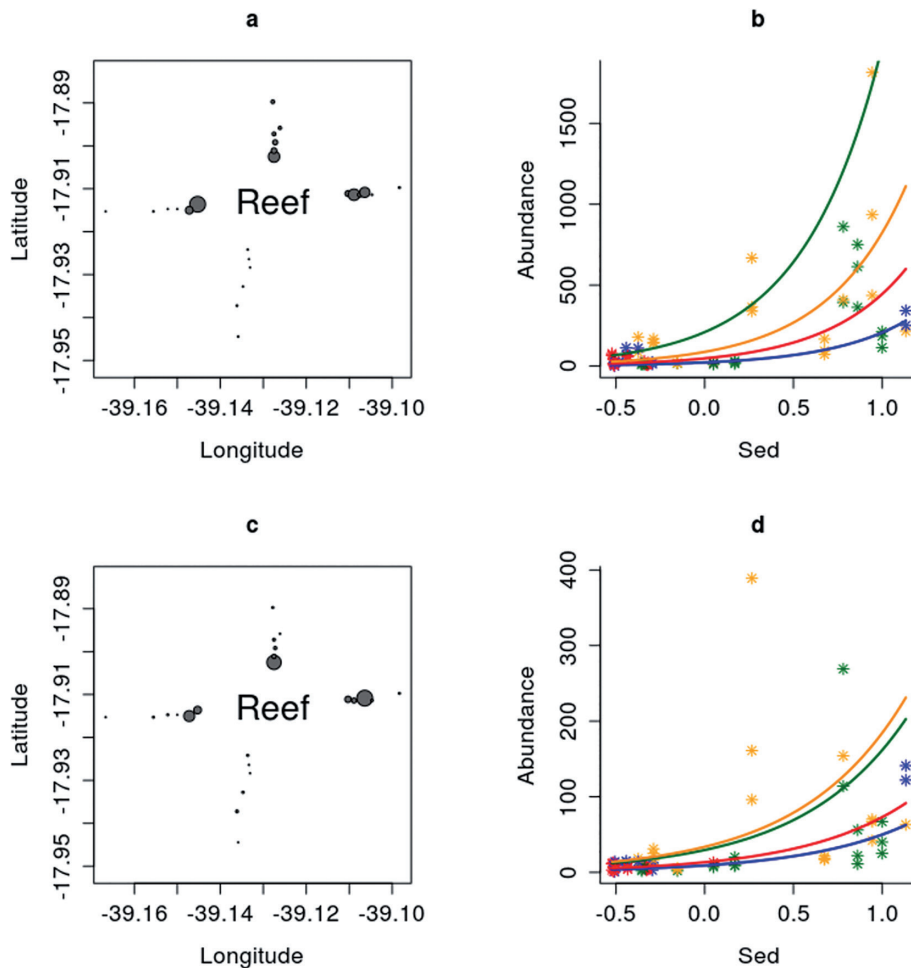 a
-17.89
-17.91
-17.93
-17.95
Latitude
Reef
-39.16
-39.14
-39.12
-39.10
Longitude
b
1500
1000
500
0
Abundance
-0.5
0.0
0.5
1.0
Sed
c
-17.89
-17.91
-17.93
-17.95
Latitude
Reef
-39.16
-39.14
-39.12
-39.10
Longitude
d
400
300
200
100
0
Abundance
-0.5
0.0
0.5
1.0
Sed